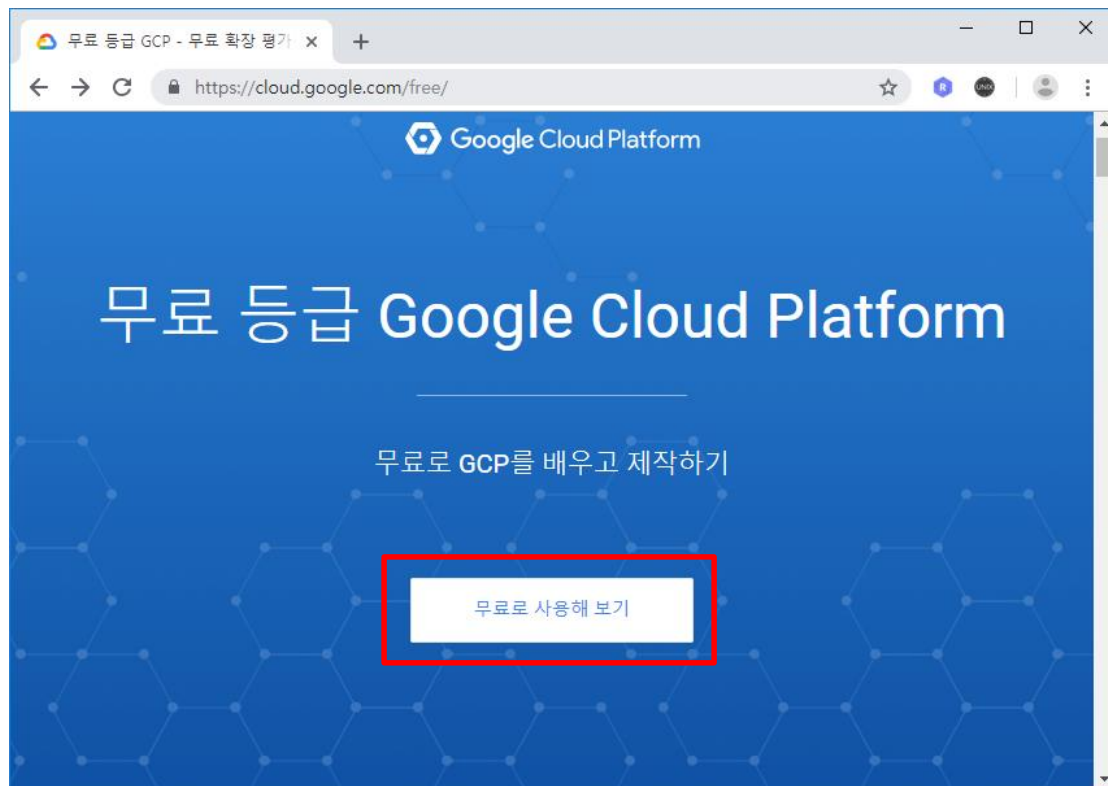 무료 등급 GCP - 무료 확장 평가
https://cloud.google.com/free/
R
UNIX
Google Cloud Platform
무료 등급 Google Cloud Platform
무료로 GCP를 배우고 제작하기
무료로 사용해 보기